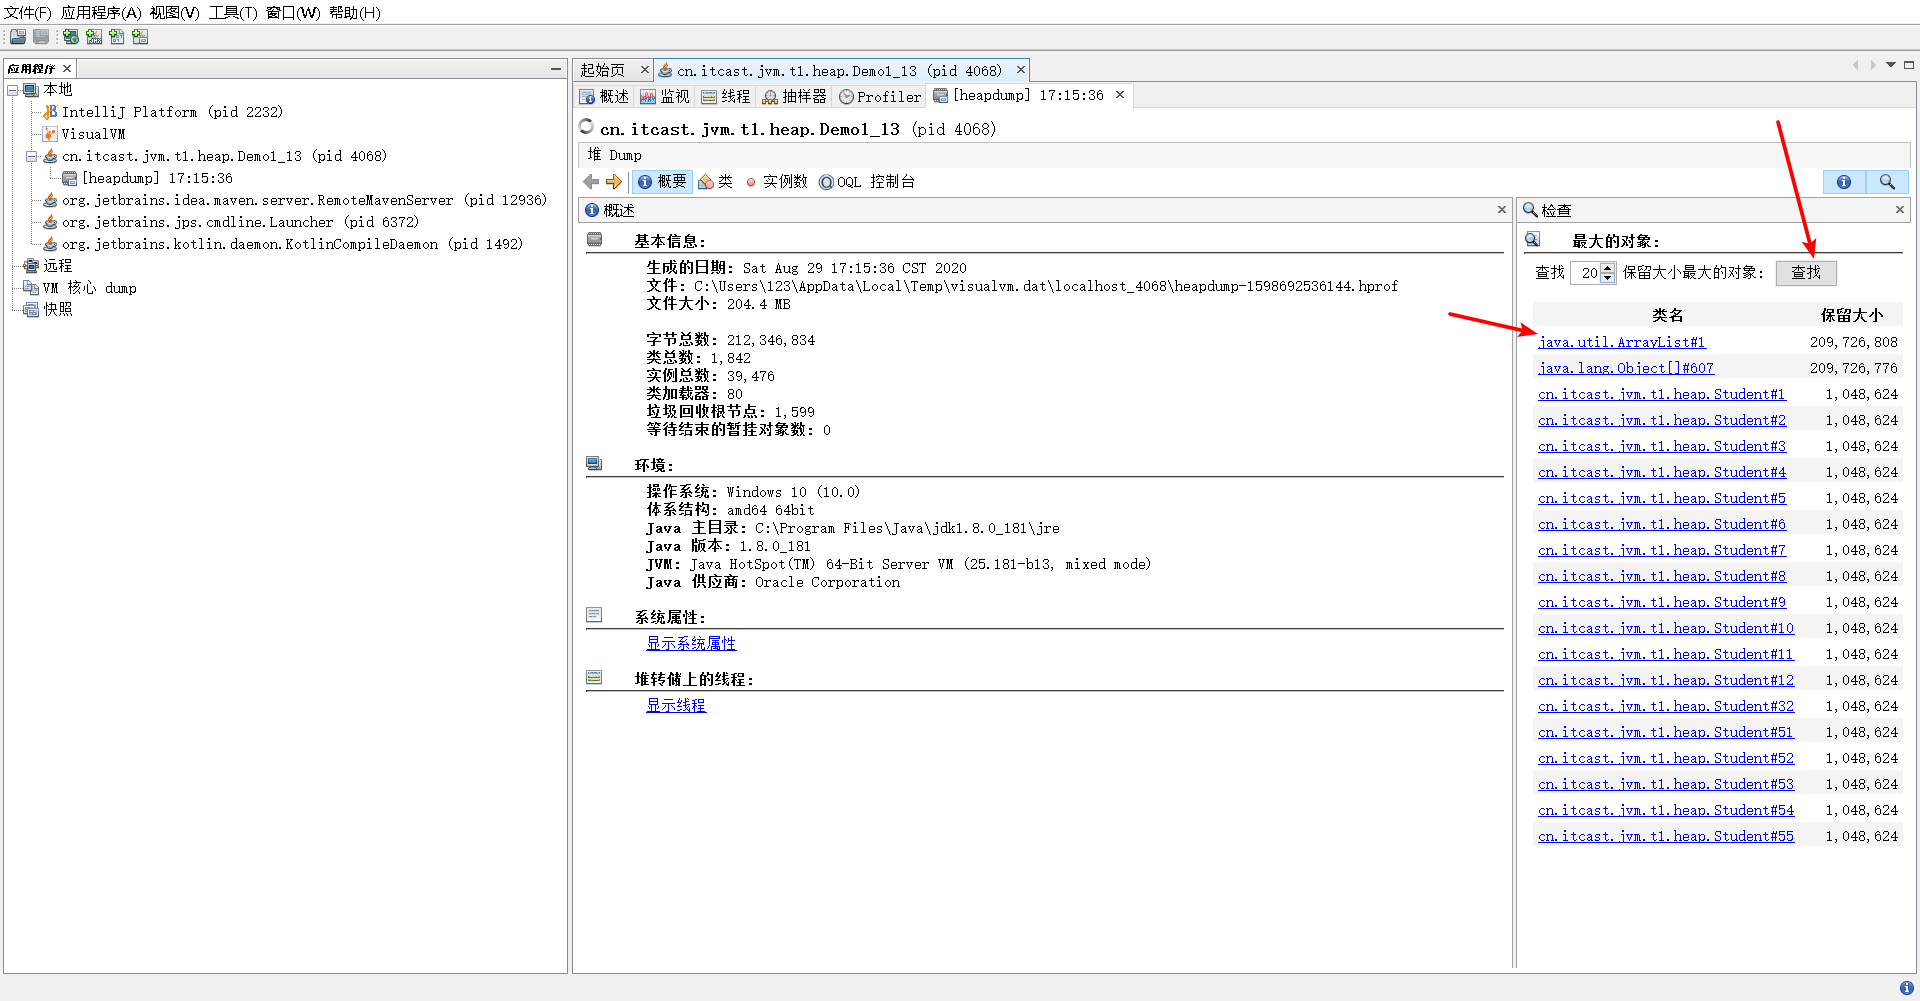 文件(F) 应用程序(A) 视图(V) 工具(T) 窗口(W) 帮助(H)
应用程序
本地
IntelliJ Platform (pid 2232)
VisualVM
cn.itcast.jvm.t1.heap.Demo1_13 (pid 4068)
[heapdump] 17:15:36
org.jetbrains.idea.maven.server.RemoteMavenServer (pid 12936)
org.jetbrains.jps.cmdline.Launcher (pid 6372)
org.jetbrains.kotlin.daemon.KotlinCompileDaemon (pid 1492)
远程
VM 核心 dump
快照
起始页 cn.itcast.jvm.t1.heap.Demo1_13 (pid 4068)
概述 监视 线程 抽样器 Profiler [heapdump] 17:15:36
cn.itcast.jvm.t1.heap.Demo1_13 (pid 4068)
堆 Dump
概要 类 实例数 OQL 控制台
概述
基本信息:
生成的日期: Sat Aug 29 17:15:36 CST 2020
文件: C:\Users\123\AppData\Local\Temp\visualvm.dat\localhost_4068\heapdump-1598692536144.hprof
文件大小: 204.4 MB
字节总数: 212,346,834
类总数: 1,842
实例总数: 39,476
类加载器: 80
垃圾回收根节点: 1,599
等待结束的暂挂对象数: 0
环境:
操作系统: Windows 10 (10.0)
体系结构: amd64 64bit
Java 主目录: C:\Program Files\Java\jdk1.8.0_181\jre
Java 版本: 1.8.0_181
JVM: Java HotSpot(TM) 64-Bit Server VM (25.181-b13, mixed mode)
Java 供应商: Oracle Corporation
系统属性:
显示系统属性
堆转储上的线程:
显示线程
检查
最大的对象:
查找 20 保留大小最大的对象: 查找
类名 保留大小
java.util.ArrayList#1 209,726,808
java.lang.Object[]#607 209,726,776
cn.itcast.jvm.t1.heap.Student#1 1,048,624
cn.itcast.jvm.t1.heap.Student#2 1,048,624
cn.itcast.jvm.t1.heap.Student#3 1,048,624
cn.itcast.jvm.t1.heap.Student#4 1,048,624
cn.itcast.jvm.t1.heap.Student#5 1,048,624
cn.itcast.jvm.t1.heap.Student#6 1,048,624
cn.itcast.jvm.t1.heap.Student#7 1,048,624
cn.itcast.jvm.t1.heap.Student#8 1,048,624
cn.itcast.jvm.t1.heap.Student#9 1,048,624
cn.itcast.jvm.t1.heap.Student#10 1,048,624
cn.itcast.jvm.t1.heap.Student#11 1,048,624
cn.itcast.jvm.t1.heap.Student#12 1,048,624
cn.itcast.jvm.t1.heap.Student#32 1,048,624
cn.itcast.jvm.t1.heap.Student#51 1,048,624
cn.itcast.jvm.t1.heap.Student#52 1,048,624
cn.itcast.jvm.t1.heap.Student#53 1,048,624
cn.itcast.jvm.t1.heap.Student#54 1,048,624
cn.itcast.jvm.t1.heap.Student#55 1,048,624